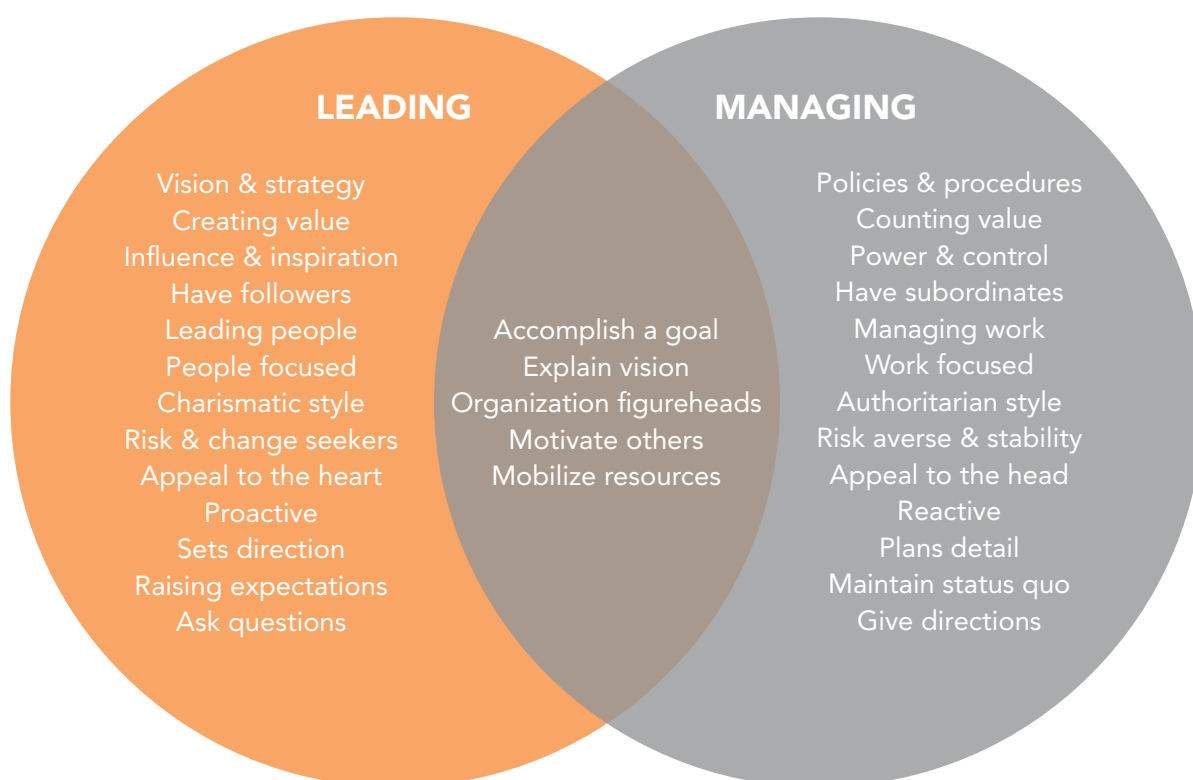 LEADING
Vision & strategy
Creating value
Influence & inspiration
Have followers
Leading people
People focused
Charismatic style
Risk & change seekers
Appeal to the heart
Proactive
Sets direction
Raising expectations
Ask questions
Accomplish a goal
Explain vision
Organization figureheads
Motivate others
Mobilize resources
MANAGING
Policies & procedures
Counting value
Power & control
Have subordinates
Managing work
Work focused
Authoritarian style
Risk averse & stability
Appeal to the head
Reactive
Plans detail
Maintain status quo
Give directions